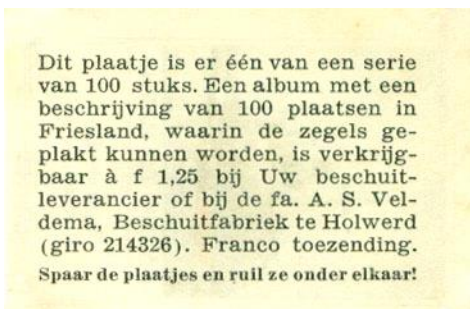 Dit plaatje is er één van een serie
van 100 stuks. Een album met een
beschrijving van 100 plaatsen in
Friesland, waarin de zegels ge-
plakt kunnen worden, is verkrijg-
baar à f 1,25 bij Uw beschuit-
leverancier of bij de fa. A. S. Vel-
dema, Beschuitfabriek te Holwerd
(giro 214326). Franco toezending.
Spaar de plaatjes en ruil ze onder elkaar!